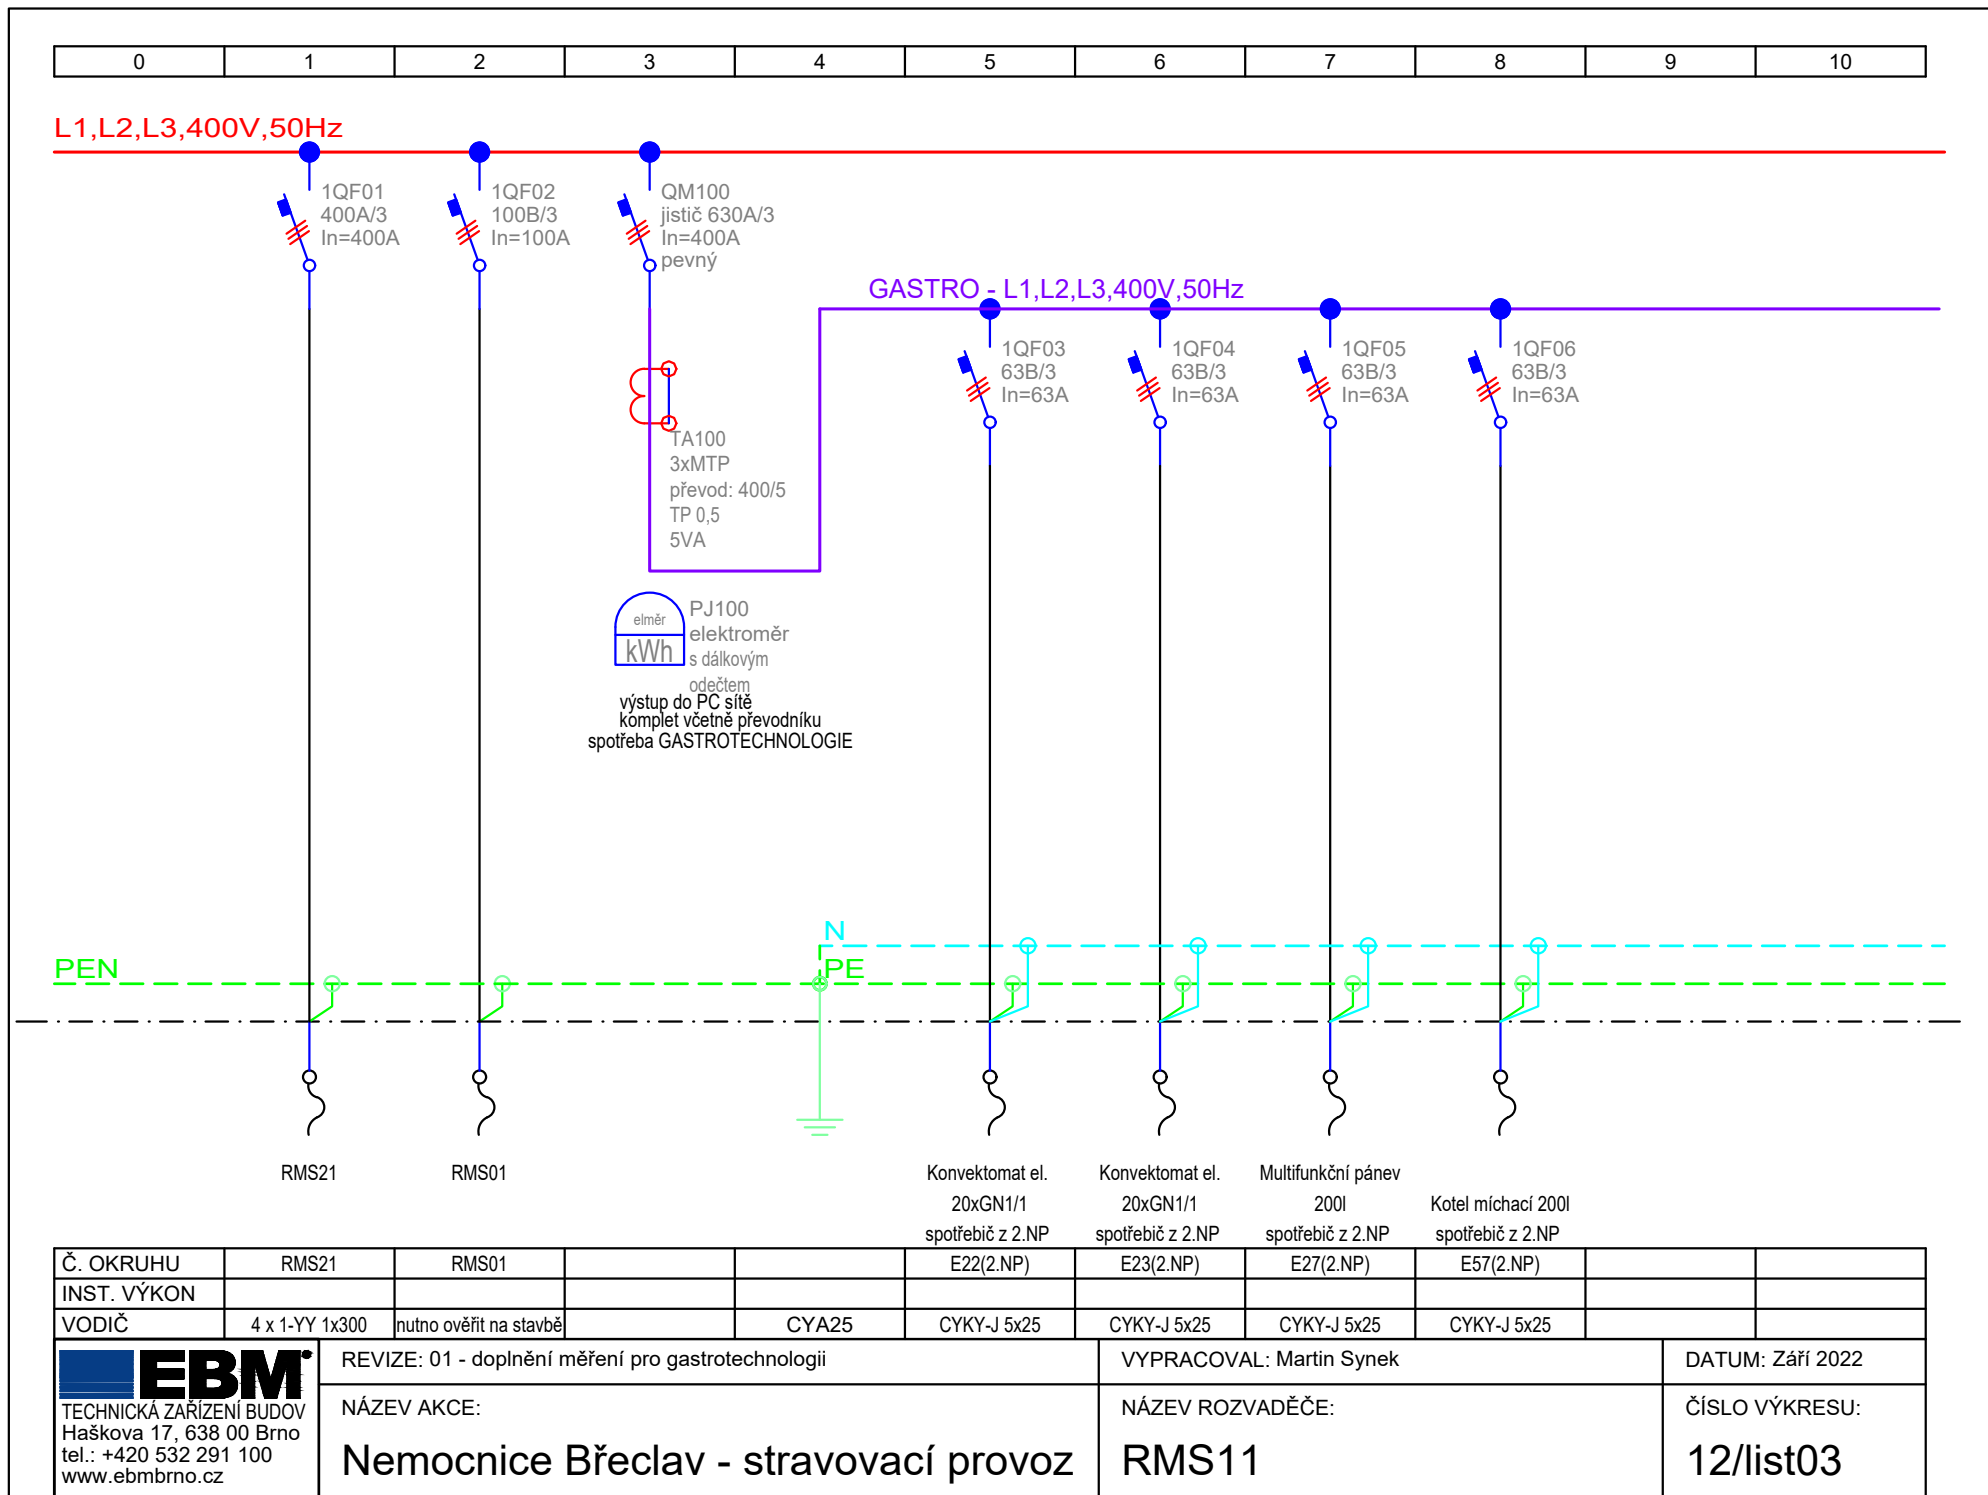 0 1 2 3 4 5 6 7 8 9 10
L1,L2,L3,400V,50Hz
1QF01
400A/3
In=400A
1QF02
100B/3
In=100A
QM100
jistič 630A/3
In=400A
pevný
GASTRO - L1,L2,L3,400V,50Hz
1QF03
63B/3
In=63A
1QF04
63B/3
In=63A
1QF05
63B/3
In=63A
1QF06
63B/3
In=63A
TA100
3xMTP
převod: 400/5
TP 0,5
5VA
elměr
kWh
PJ100
elektroměr
s dálkovým
odečtem
výstup do PC sítě
komplet včetně převodníku
spotřeba GASTROTECHNOLOGIE
N
PEN
PE
RMS21
RMS01
Konvektomat el.
20xGN1/1
spotřebič z 2.NP
Konvektomat el.
20xGN1/1
spotřebič z 2.NP
Multifunkční pánev
200l
spotřebič z 2.NP
Kotel míchací 200l
spotřebič z 2.NP
Č. OKRUHU RMS21 RMS01 E22(2.NP) E23(2.NP) E27(2.NP) E57(2.NP)
INST. VÝKON
VODIČ 4 x 1-YY 1x300 nutno ověřit na stavbě CYA25 CYKY-J 5x25 CYKY-J 5x25 CYKY-J 5x25 CYKY-J 5x25
EBM
TECHNICKÁ ZAŘÍZENÍ BUDOV
Haškova 17, 638 00 Brno
tel.: +420 532 291 100
www.ebmbrno.cz
REVIZE: 01 - doplnění měření pro gastrotechnologii
VYPRACOVAL: Martin Synek
DATUM: Září 2022
NÁZEV AKCE:
Nemocnice Břeclav - stravovací provoz
NÁZEV ROZVADĚČE:
RMS11
ČÍSLO VÝKRESU:
12/list03